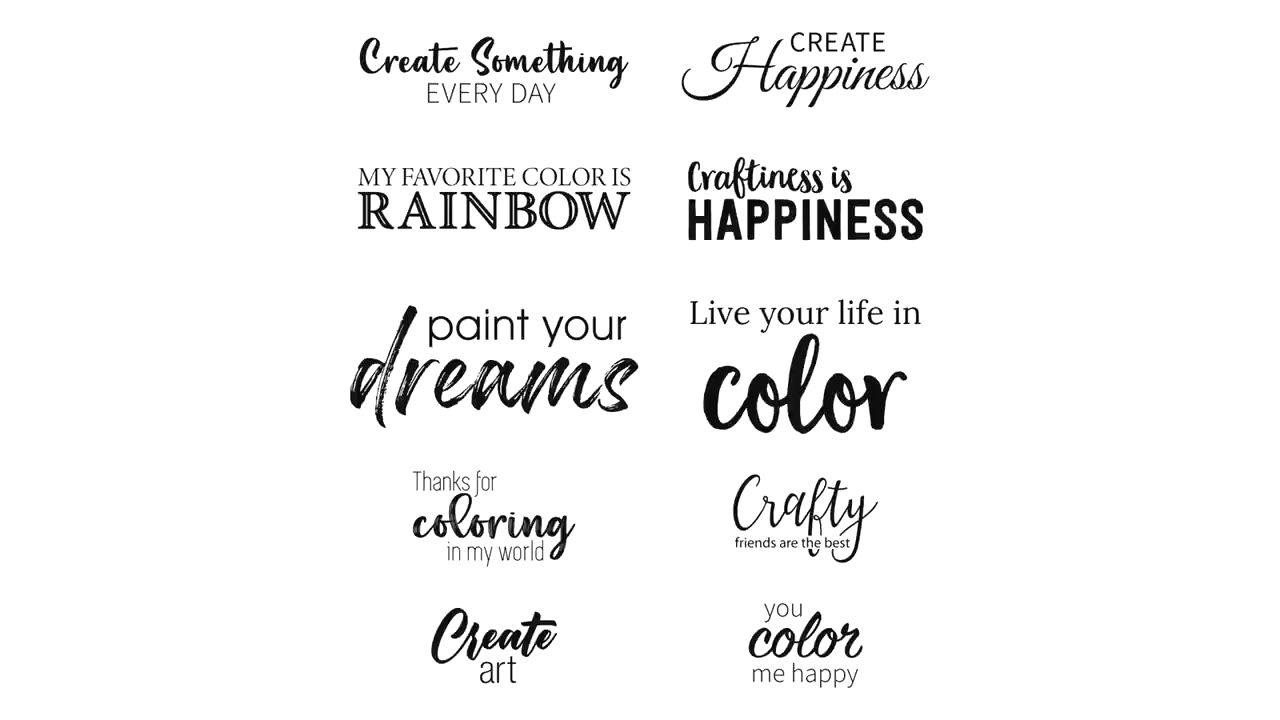 Create Something
EVERY DAY
CREATE
Happiness
MY FAVORITE COLOR IS
RAINBOW
Craftiness is
HAPPINESS
paint your
dreams
Live your life in
color
Thanks for
coloring
in my world
Crafty
friends are the best
Create
art
you
color
me happy